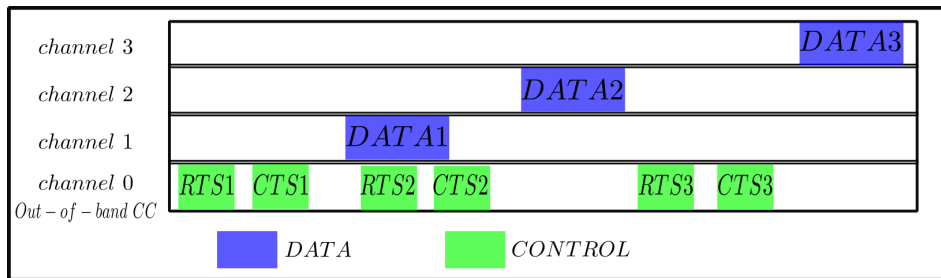 channel 3 DATA3
channel 2 DATA2
channel 1 DATA1
channel 0 RTS1 CTS1 RTS2 CTS2 RTS3 CTS3
Out − of − band CC
DATA CONTROL